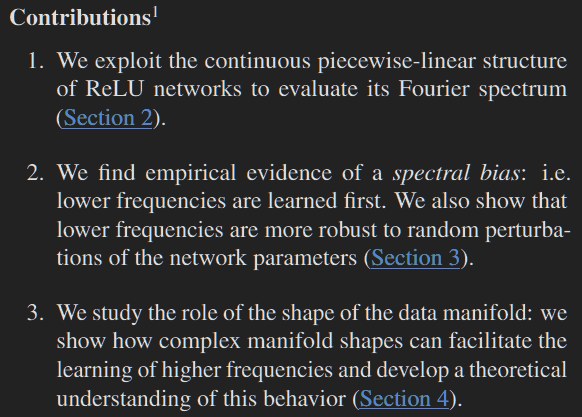 Contributions¹
1. We exploit the continuous piecewise-linear structure
of ReLU networks to evaluate its Fourier spectrum
(Section 2).
2. We find empirical evidence of a spectral bias: i.e.
lower frequencies are learned first. We also show that
lower frequencies are more robust to random perturba-
tions of the network parameters (Section 3).
3. We study the role of the shape of the data manifold: we
show how complex manifold shapes can facilitate the
learning of higher frequencies and develop a theoretical
understanding of this behavior (Section 4).